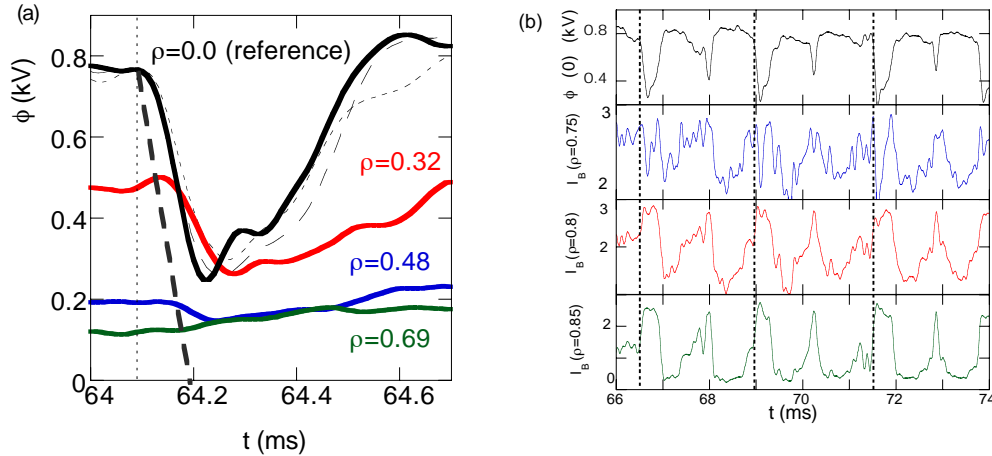 (a)
ρ=0.0 (reference)
ρ=0.32
ρ=0.48
ρ=0.69
ϕ (kV)
0.8
0.6
0.4
0.2
0
64 64.2 64.4 64.6
t (ms)
(b)
ϕ (0) (kV)
0.8
0.4
I_B (ρ=0.75)
2
I_B (ρ=0.8)
3
2
I_B (ρ=0.85)
2
0
66 68 70 72 74
t (ms)